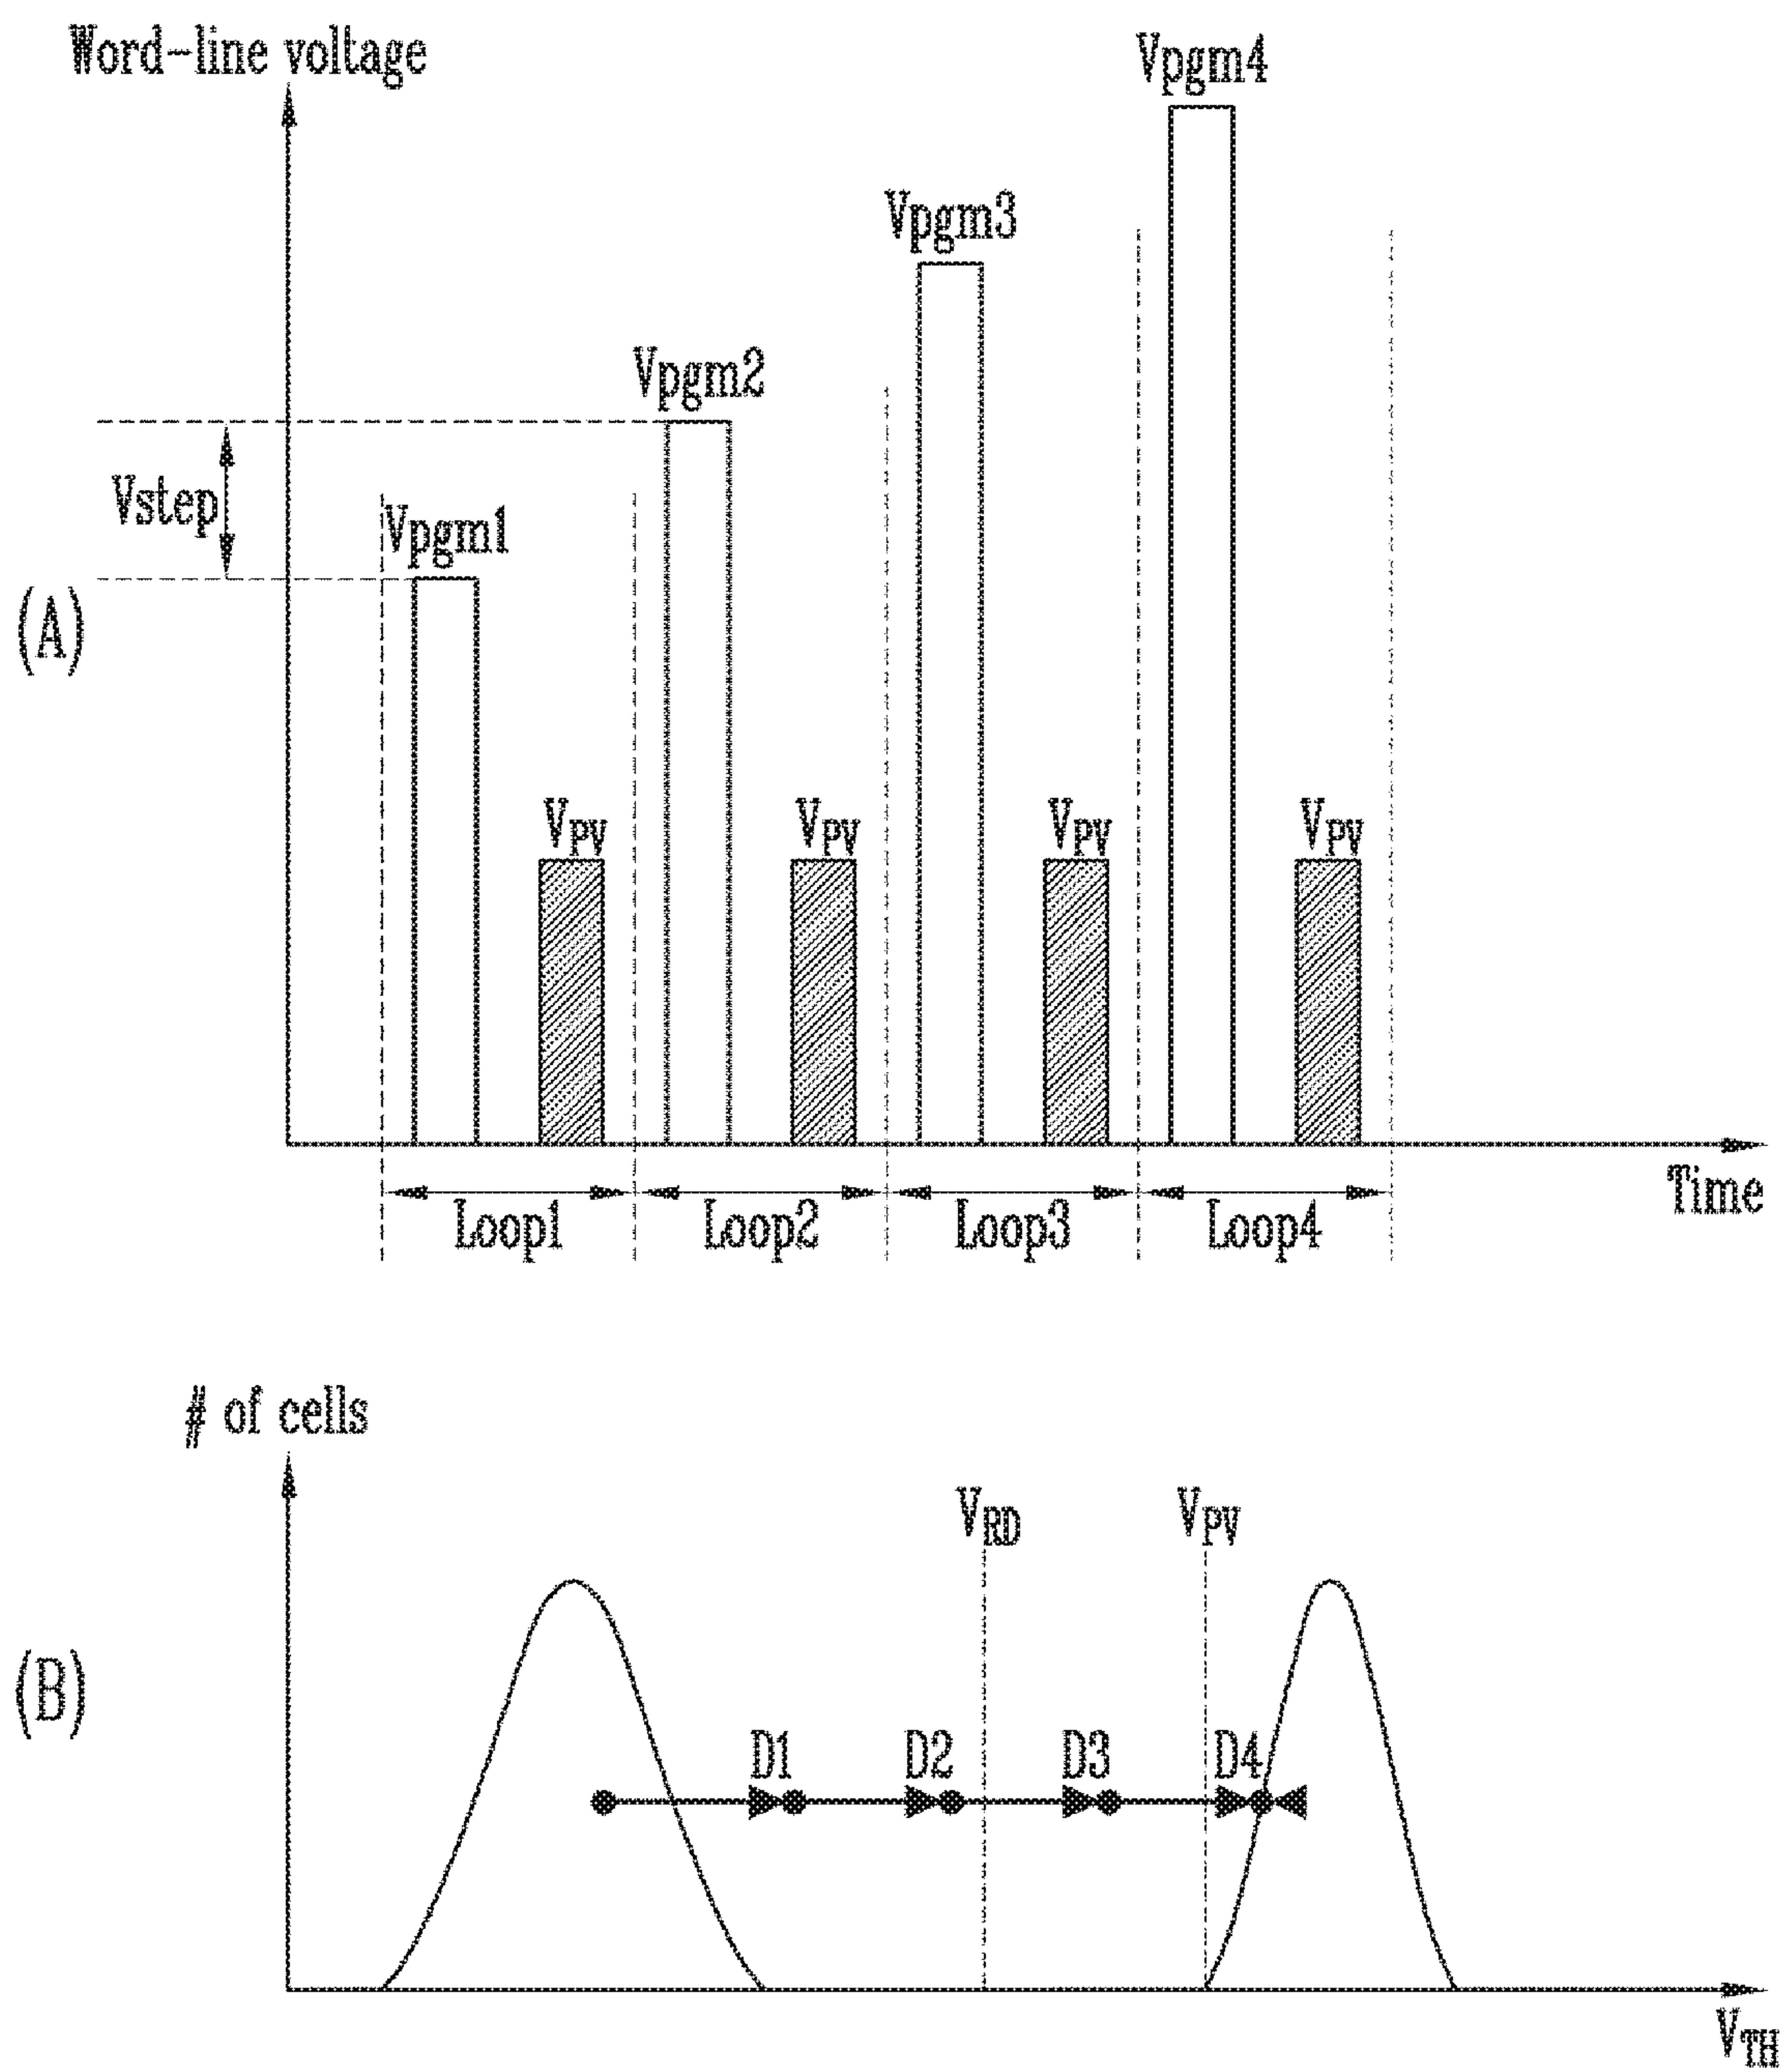 Word-line voltage
Vpgm4
Vpgm3
Vpgm2
Vstep
Vpgm1
(A)
VPV VPV VPV VPV
Time
Loop1 Loop2 Loop3 Loop4
# of cells
VRD VPV
(B)
D1 D2 D3 D4
VTH